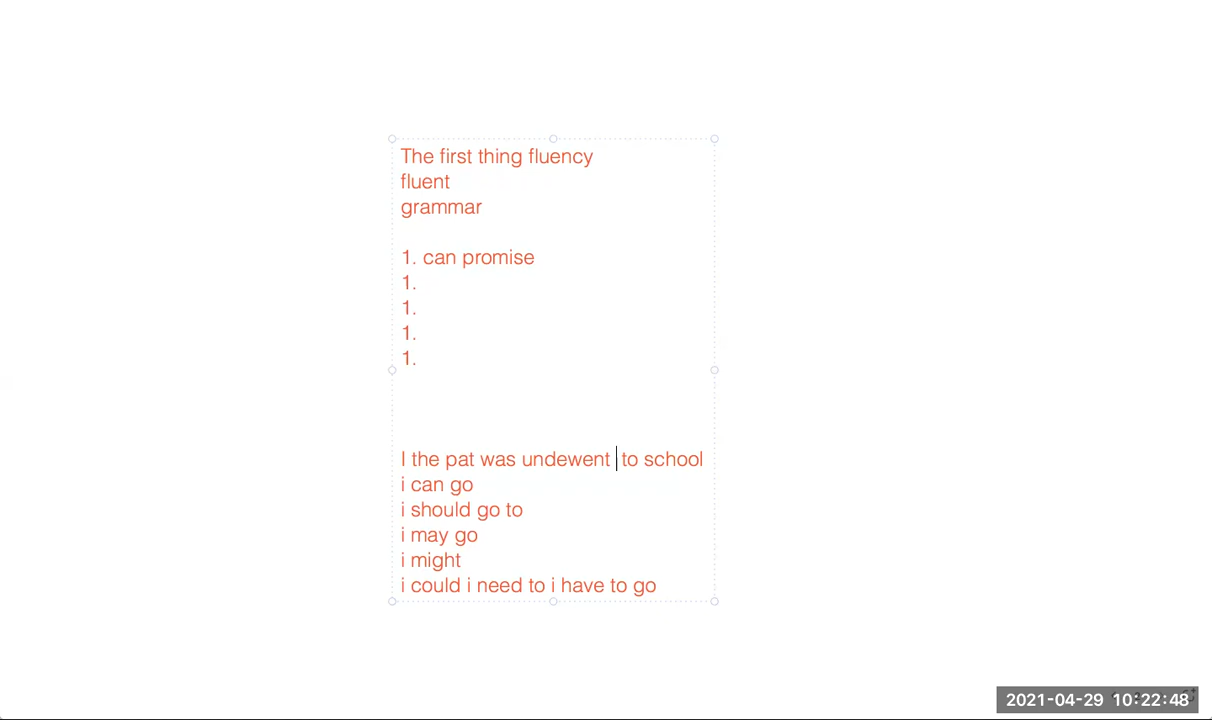 The first thing fluency
fluent
grammar
1. can promise
1.
1.
1.
1.
I the pat was undewent to school
i can go
i should go to
i may go
i might
i could i need to i have to go
2021-04-29 10:22:48